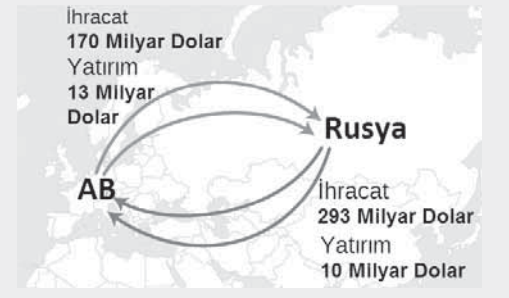 İhracat
170 Milyar Dolar
Yatırım
13 Milyar
Dolar
Rusya
AB
İhracat
293 Milyar Dolar
Yatırım
10 Milyar Dolar